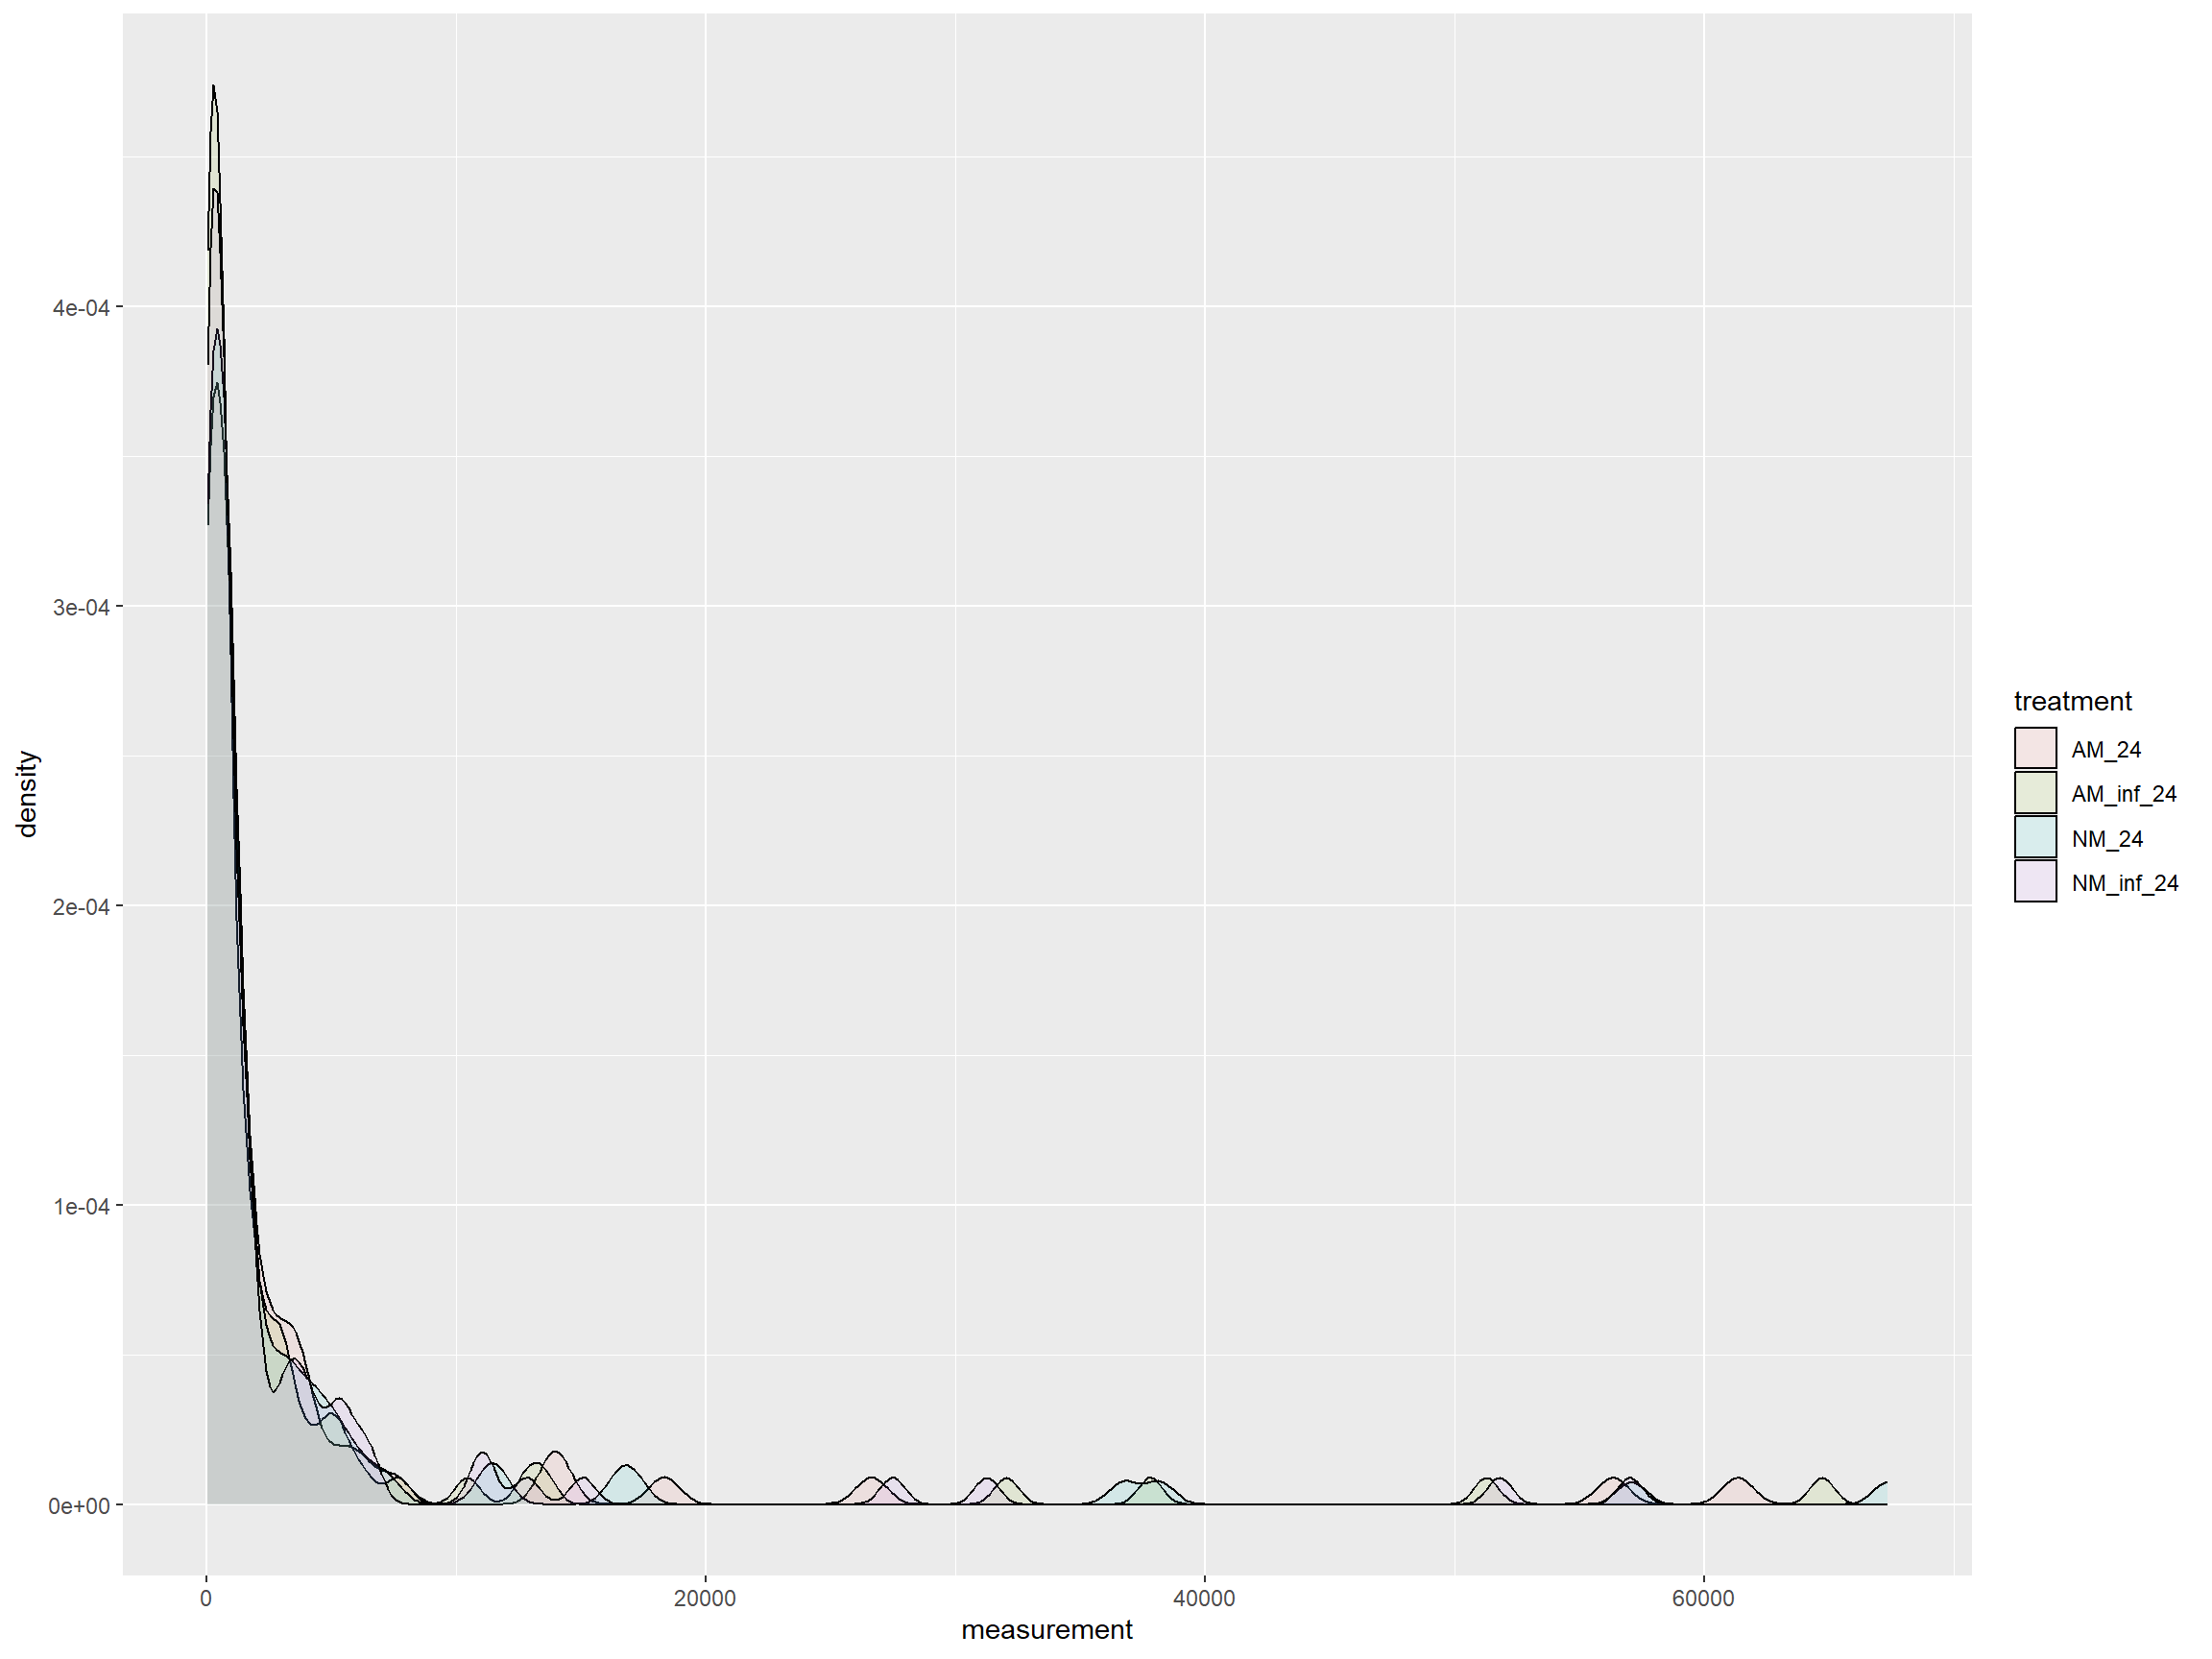 density
4e-04
3e-04
2e-04
1e-04
0e+00
0
20000
40000
60000
measurement
treatment
AM_24
AM_inf_24
NM_24
NM_inf_24